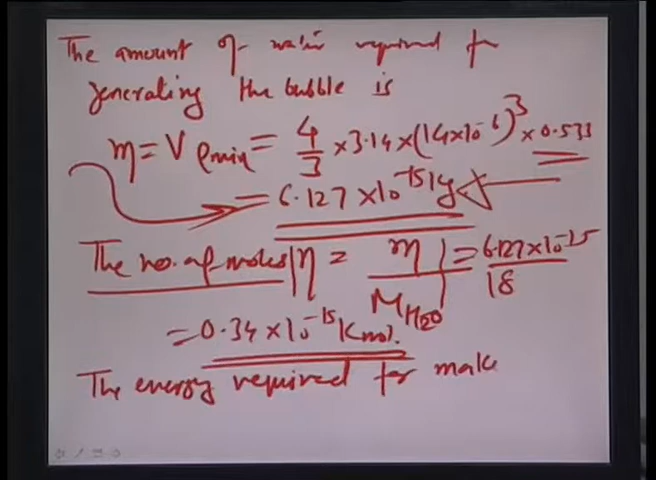 The amount of water required for
generating the bubble is
m = V ρmin = 4/3 × 3.14 × (14×10⁻⁶)³ × 0.533
= 6.127 × 10⁻¹⁵ kg
The no. of moles η = m / M H₂O = 6.127×10⁻¹⁵ / 18
= 0.34 × 10⁻¹⁵ Kmol.
The energy required for make